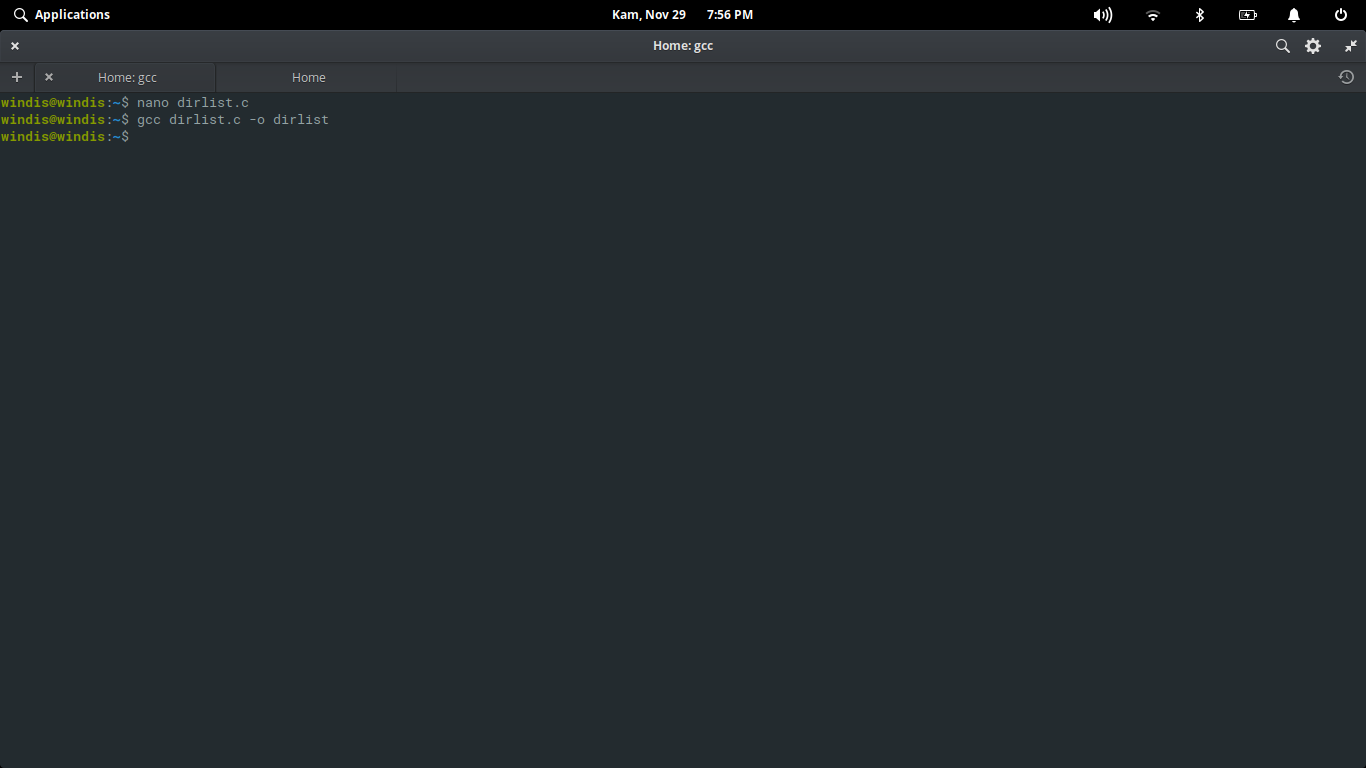 Applications
Kam, Nov 29 7:56 PM
Home: gcc
Home: gcc
Home
windis@windis:~$ nano dirlist.c
windis@windis:~$ gcc dirlist.c -o dirlist
windis@windis:~$